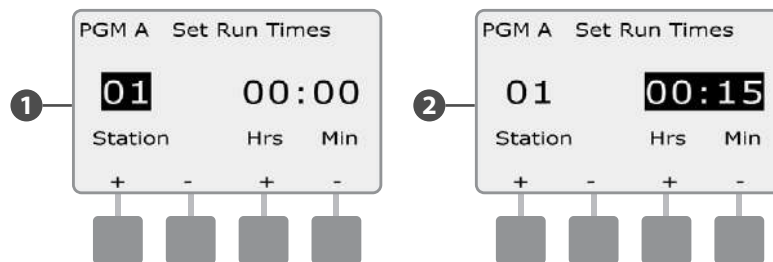 PGM A Set Run Times
1
01 00:00
Station Hrs Min
+ - + -
PGM A Set Run Times
2
01 00:15
Station Hrs Min
+ - + -